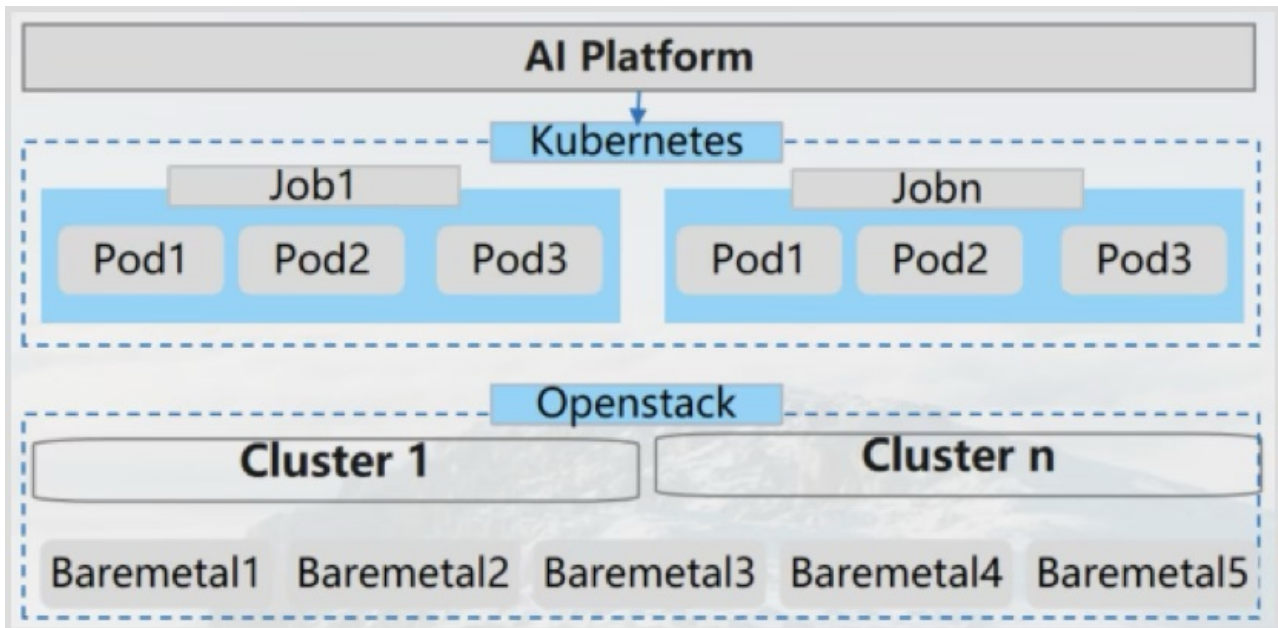 AI Platform
Kubernetes
Job1
Jobn
Pod1 Pod2 Pod3
Pod1 Pod2 Pod3
Openstack
Cluster 1
Cluster n
Baremetal1 Baremetal2 Baremetal3 Baremetal4 Baremetal5